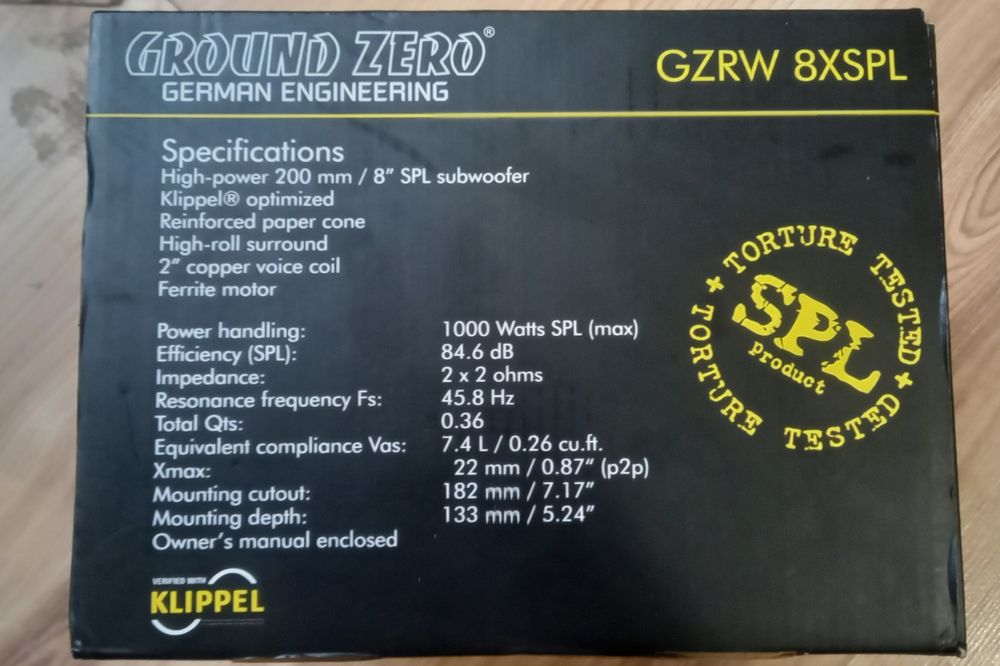 GROUND ZERO®
GERMAN ENGINEERING
GZRW 8XSPL
Specifications
High-power 200 mm / 8” SPL subwoofer
Klippel® optimized
Reinforced paper cone
High-roll surround
2” copper voice coil
Ferrite motor
Power handling: 1000 Watts SPL (max)
Efficiency (SPL): 84.6 dB
Impedance: 2 x 2 ohms
Resonance frequency Fs: 45.8 Hz
Total Qts: 0.36
Equivalent compliance Vas: 7.4 L / 0.26 cu.ft.
Xmax: 22 mm / 0.87“ (p2p)
Mounting cutout: 182 mm / 7.17”
Mounting depth: 133 mm / 5.24”
Owner’s manual enclosed
+ TORTURE TESTED + TORTURE TESTED
SPL
product
VERIFIED WITH
KLIPPEL